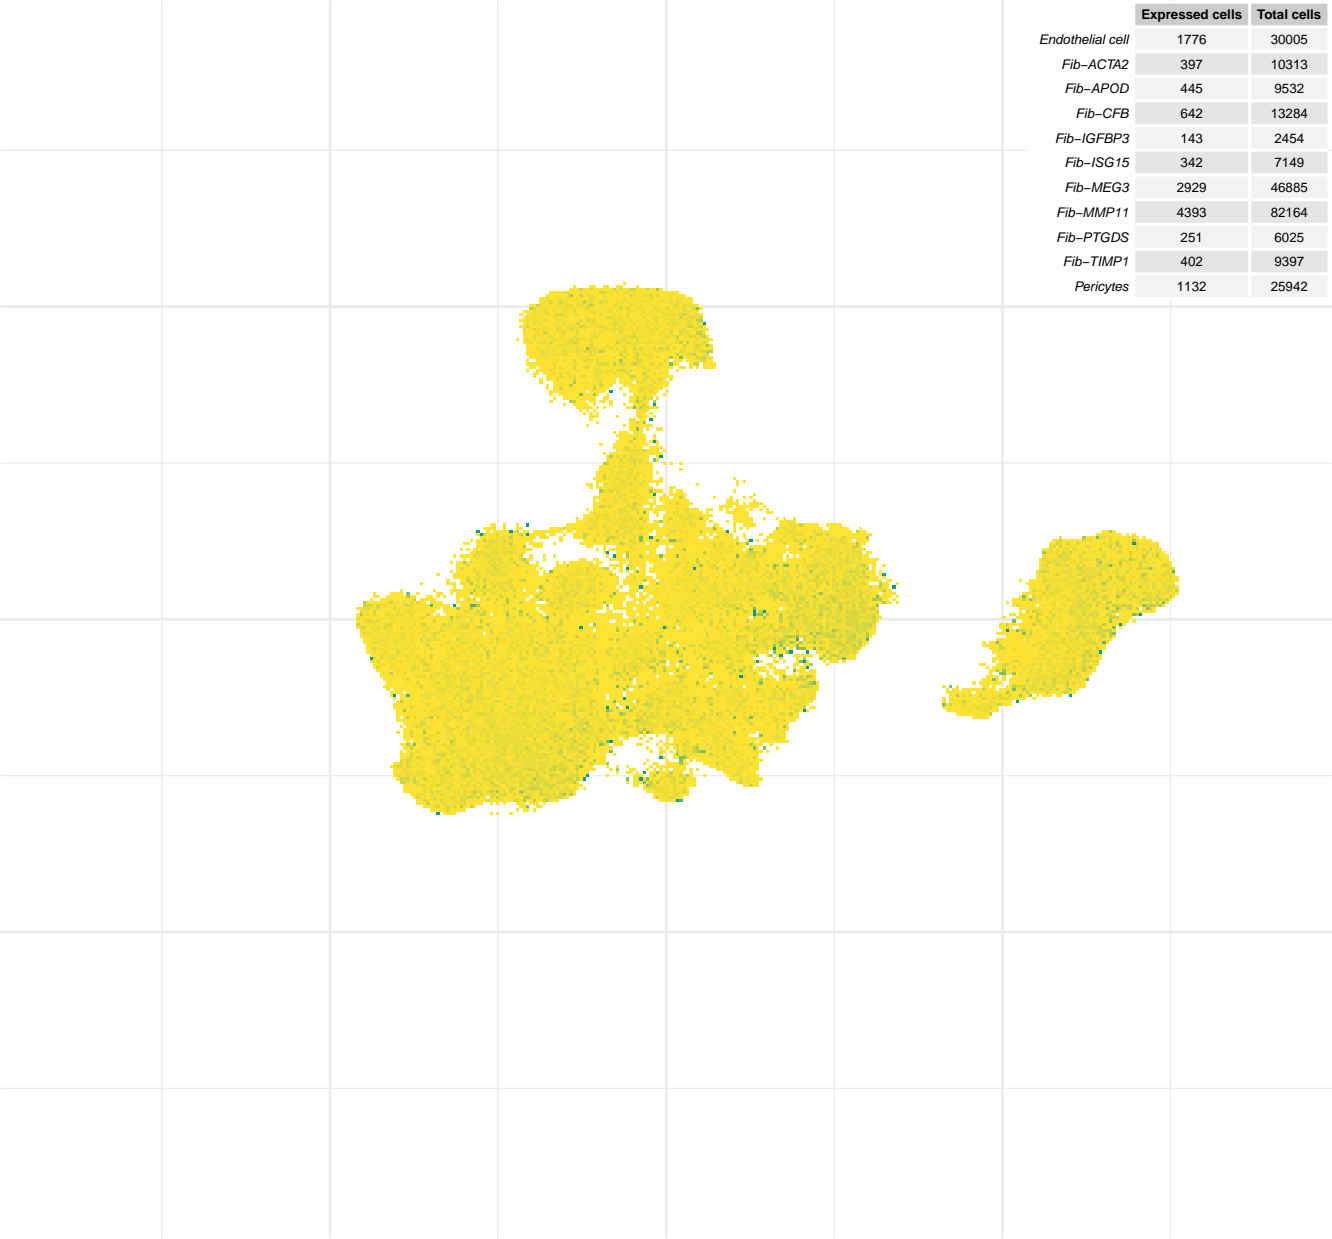 Expressed cells Total cells
Endothelial cell 1776 30005
Fib−ACTA2 397 10313
Fib−APOD 445 9532
Fib−CFB 642 13284
Fib−IGFBP3 143 2454
Fib−ISG15 342 7149
Fib−MEG3 2929 46885
Fib−MMP11 4393 82164
Fib−PTGDS 251 6025
Fib−TIMP1 402 9397
Pericytes 1132 25942